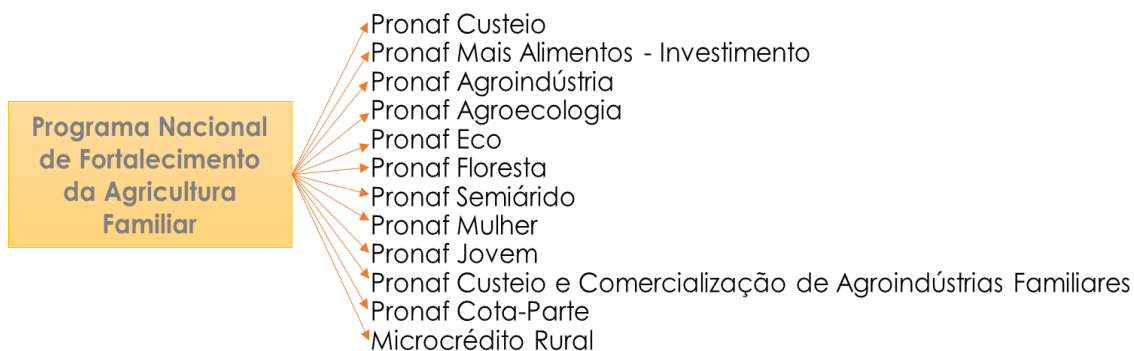 Programa Nacional
de Fortalecimento
da Agricultura
Familiar
Pronaf Custeio
Pronaf Mais Alimentos - Investimento
Pronaf Agroindústria
Pronaf Agroecologia
Pronaf Eco
Pronaf Floresta
Pronaf Semiárido
Pronaf Mulher
Pronaf Jovem
Pronaf Custeio e Comercialização de Agroindústrias Familiares
Pronaf Cota-Parte
Microcrédito Rural